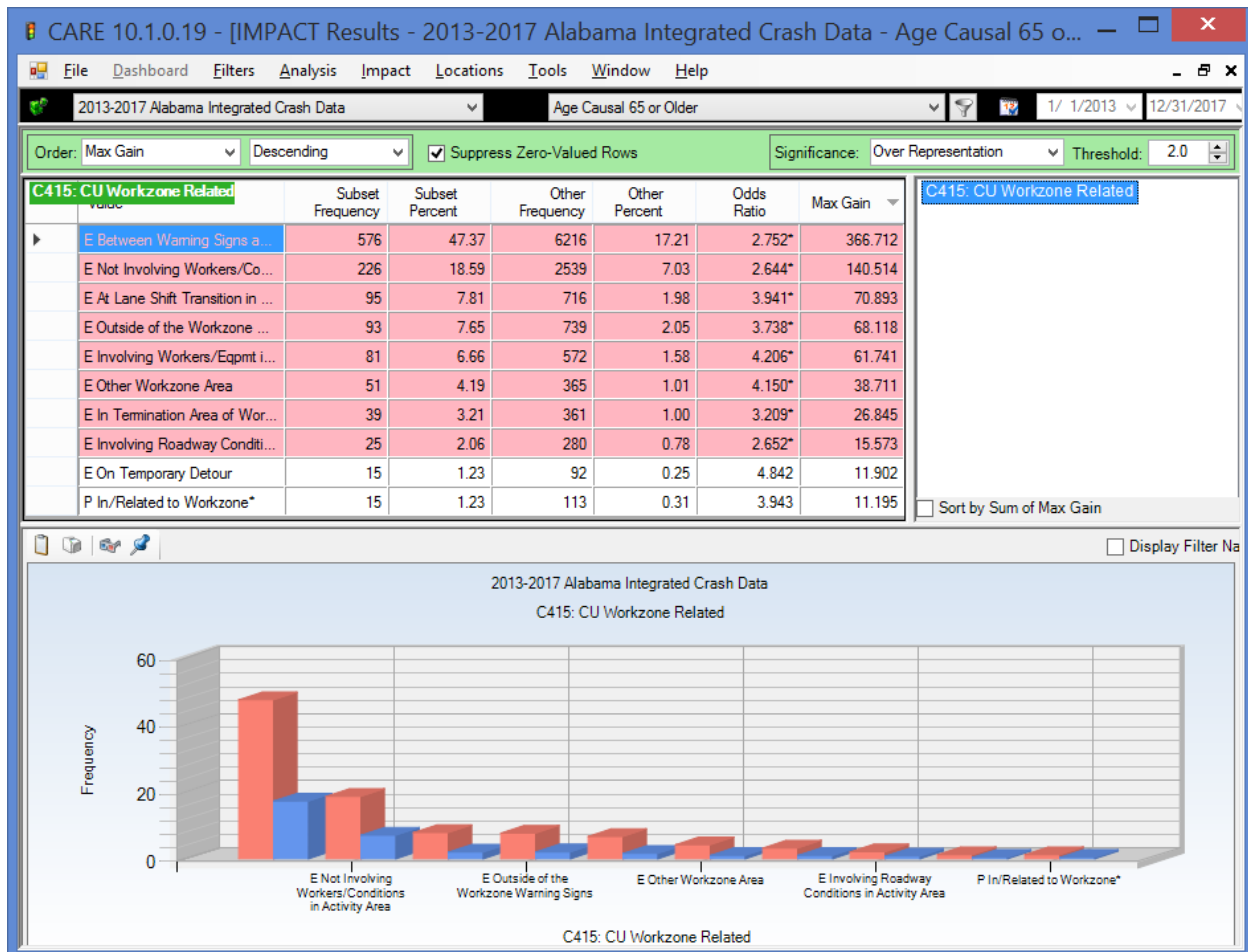 CARE 10.1.0.19 - [IMPACT Results - 2013-2017 Alabama Integrated Crash Data - Age Causal 65 o...
File Dashboard Filters Analysis Impact Locations Tools Window Help
2013-2017 Alabama Integrated Crash Data Age Causal 65 or Older 1/ 1/2013 12/31/2017
Order: Max Gain Descending Suppress Zero-Valued Rows Significance: Over Representation Threshold: 2.0
C415: CU Workzone Related Subset Frequency Subset Percent Other Frequency Other Percent Odds Ratio Max Gain C415: CU Workzone Related
E Between Warning Signs a... 576 47.37 6216 17.21 2.752* 366.712
E Not Involving Workers/Co... 226 18.59 2539 7.03 2.644* 140.514
E At Lane Shift Transition in ... 95 7.81 716 1.98 3.941* 70.893
E Outside of the Workzone ... 93 7.65 739 2.05 3.738* 68.118
E Involving Workers/Eqpmt i... 81 6.66 572 1.58 4.206* 61.741
E Other Workzone Area 51 4.19 365 1.01 4.150* 38.711
E In Termination Area of Wor... 39 3.21 361 1.00 3.209* 26.845
E Involving Roadway Conditi... 25 2.06 280 0.78 2.652* 15.573
E On Temporary Detour 15 1.23 92 0.25 4.842 11.902
P In/Related to Workzone* 15 1.23 113 0.31 3.943 11.195
Sort by Sum of Max Gain
Display Filter Na
2013-2017 Alabama Integrated Crash Data
C415: CU Workzone Related
60
40
20
0
Frequency
E Not Involving Workers/Conditions in Activity Area
E Outside of the Workzone Warning Signs
E Other Workzone Area
E Involving Roadway Conditions in Activity Area
P In/Related to Workzone*
C415: CU Workzone Related